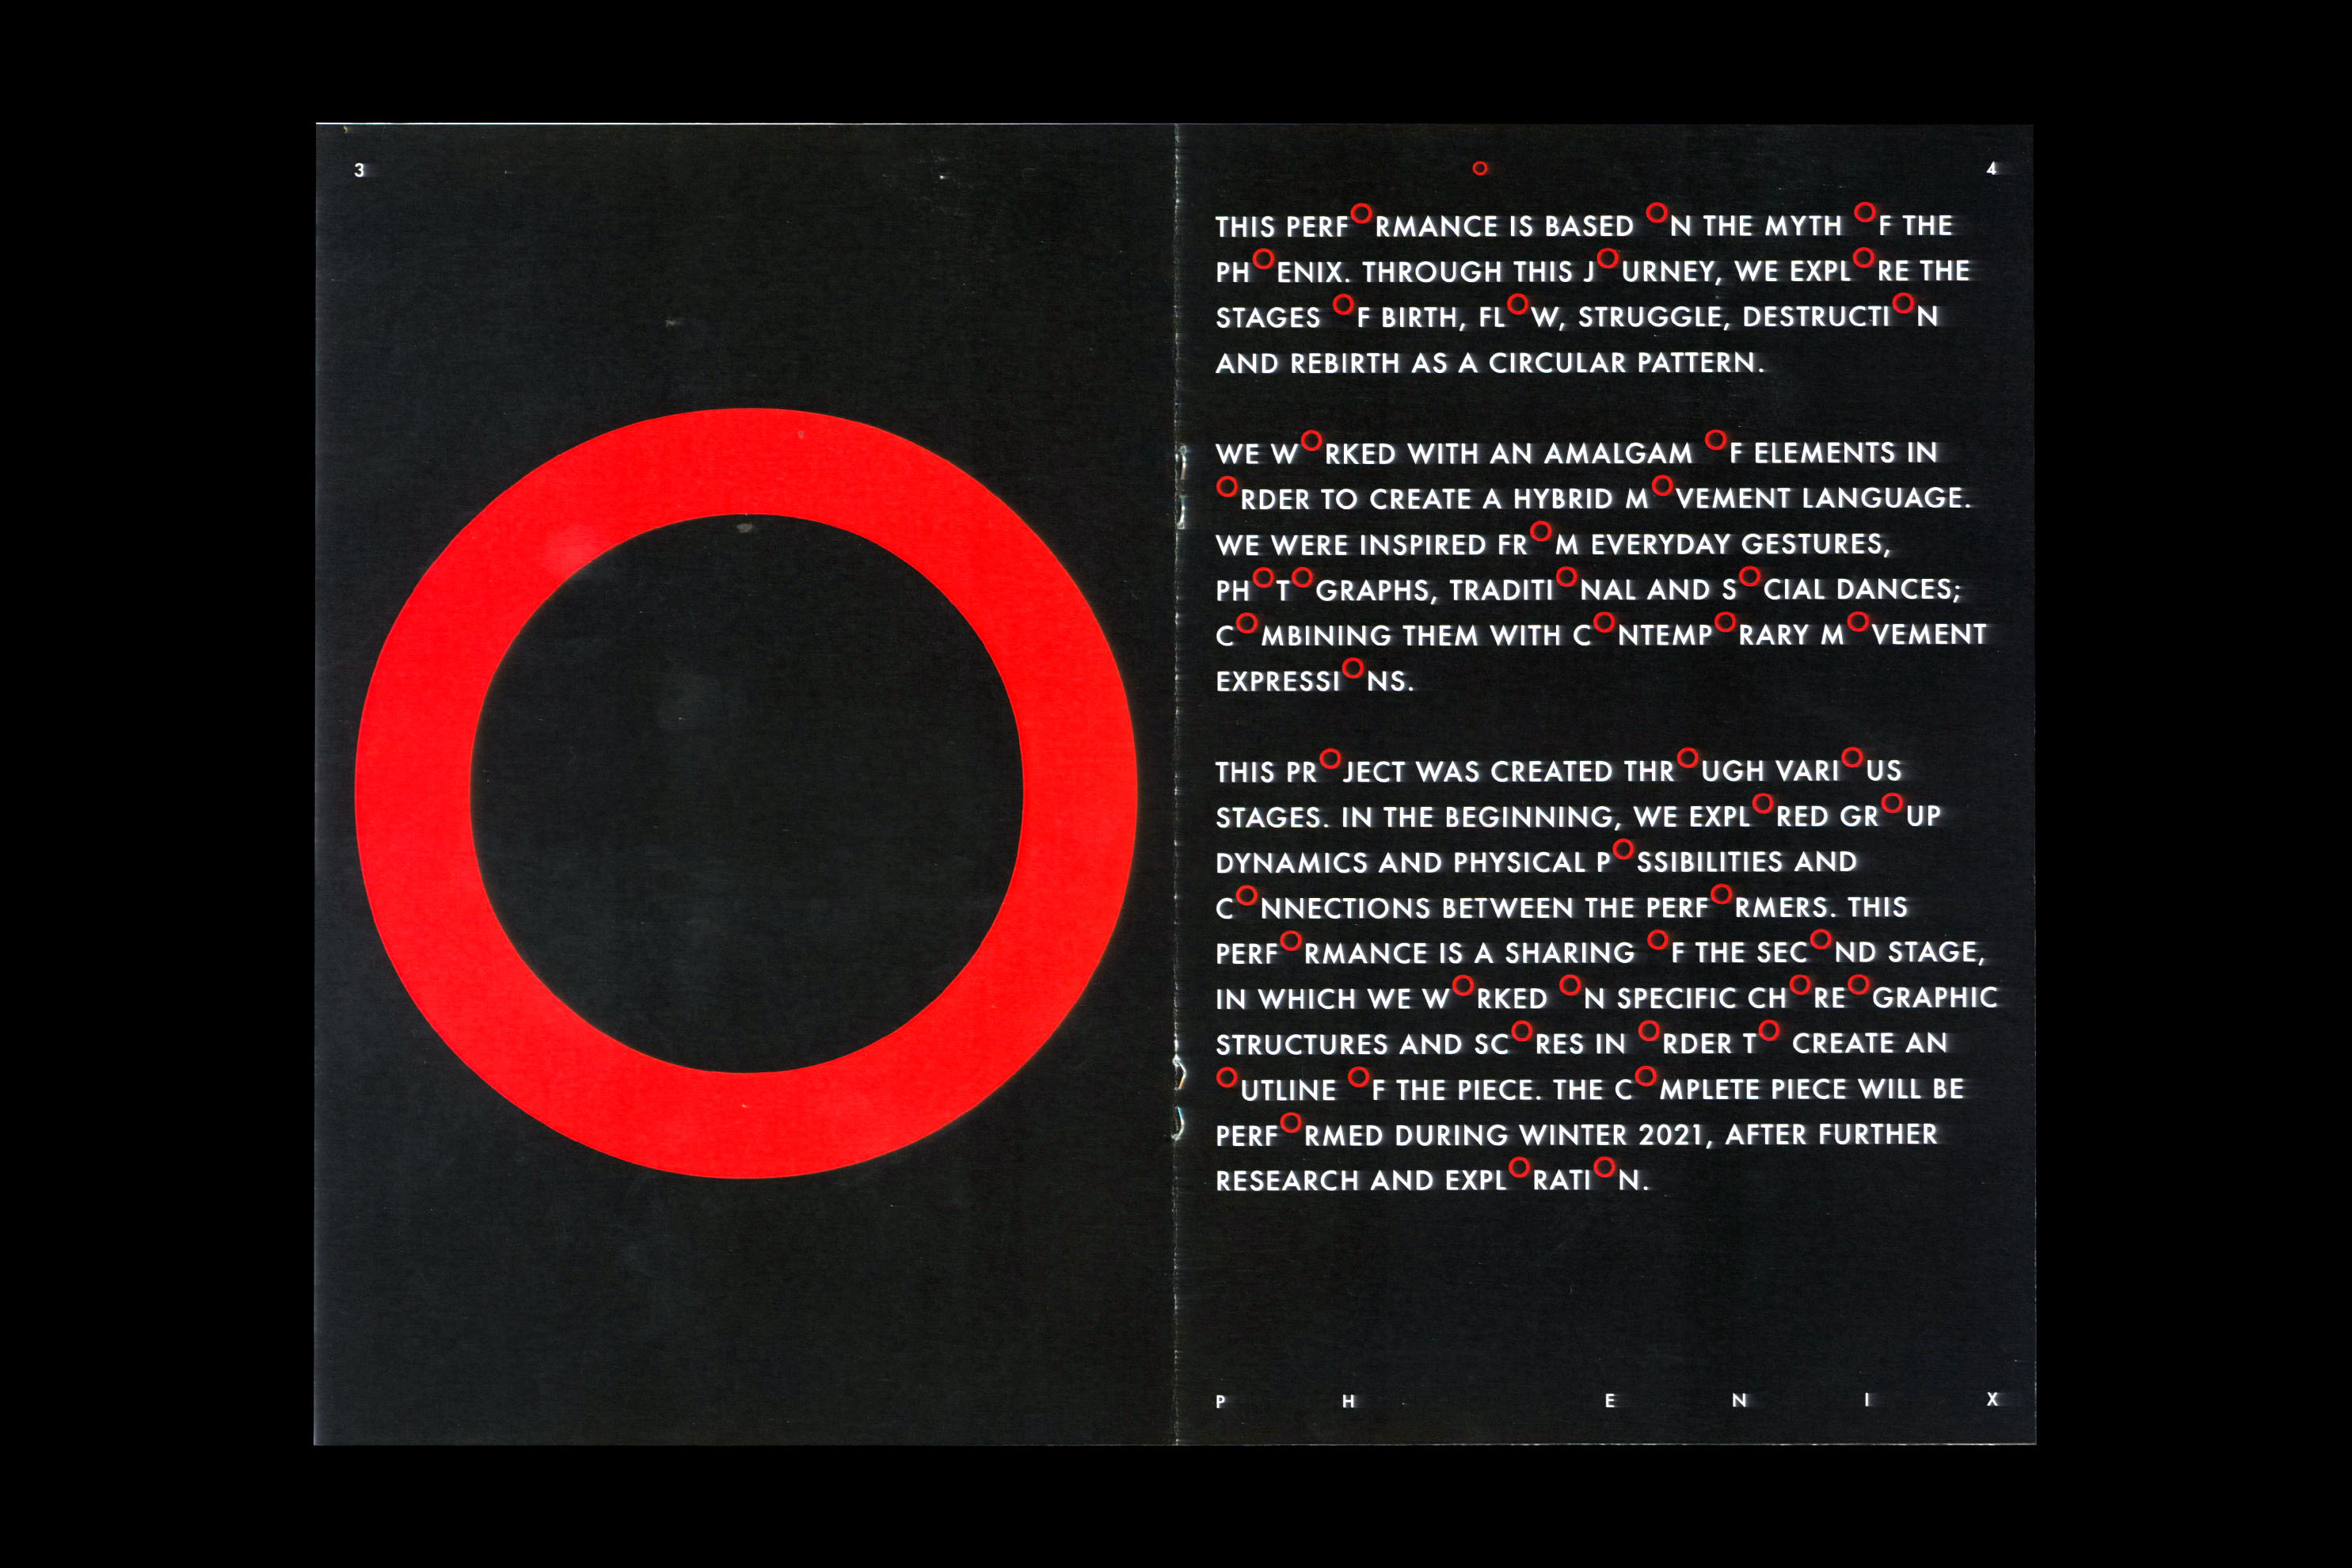 3
O
4
THIS PERFORMANCE IS BASED ON THE MYTH OF THE
PHOENIX. THROUGH THIS JOURNEY, WE EXPLORE THE
STAGES OF BIRTH, FLOW, STRUGGLE, DESTRUCTION
AND REBIRTH AS A CIRCULAR PATTERN.
WE WORKED WITH AN AMALGAM OF ELEMENTS IN
ORDER TO CREATE A HYBRID MOVEMENT LANGUAGE.
WE WERE INSPIRED FROM EVERYDAY GESTURES,
PHOTOGRAPHS, TRADITIONAL AND SOCIAL DANCES;
COMBINING THEM WITH CONTEMPORARY MOVEMENT
EXPRESSIONS.
THIS PROJECT WAS CREATED THROUGH VARIOUS
STAGES. IN THE BEGINNING, WE EXPLORED GROUP
DYNAMICS AND PHYSICAL POSSIBILITIES AND
CONNECTIONS BETWEEN THE PERFORMERS. THIS
PERFORMANCE IS A SHARING OF THE SECOND STAGE,
IN WHICH WE WORKED ON SPECIFIC CHOREOGRAPHIC
STRUCTURES AND SCORES IN ORDER TO CREATE AN
OUTLINE OF THE PIECE. THE COMPLETE PIECE WILL BE
PERFORMED DURING WINTER 2021, AFTER FURTHER
RESEARCH AND EXPLORATION.
P H E N I X